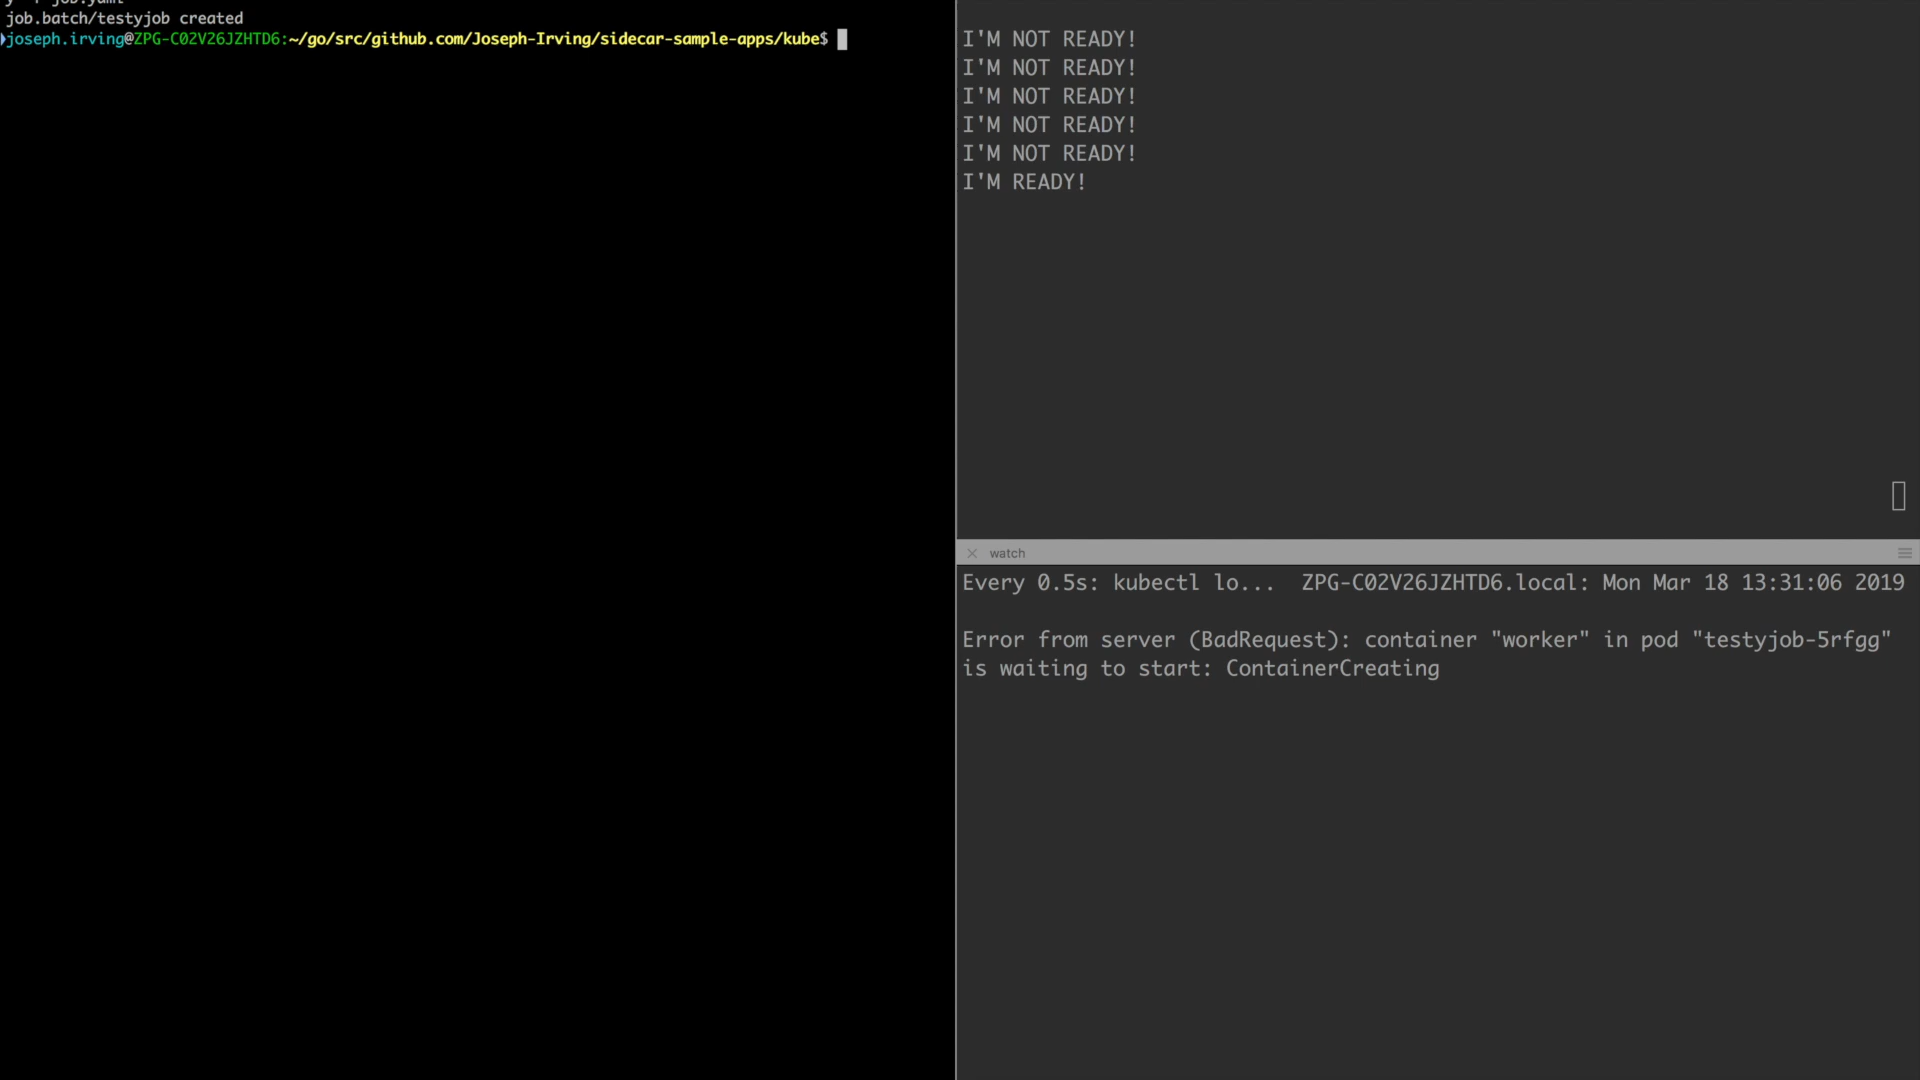 job.yaml
job.batch/testyjob created
joseph.irving@ZPG-C02V26JZHTD6:~/go/src/github.com/Joseph-Irving/sidecar-sample-apps/kube$
I'M NOT READY!
I'M NOT READY!
I'M NOT READY!
I'M NOT READY!
I'M NOT READY!
I'M READY!
watch
Every 0.5s: kubectl lo... ZPG-C02V26JZHTD6.local: Mon Mar 18 13:31:06 2019
Error from server (BadRequest): container "worker" in pod "testyjob-5rfgg"
is waiting to start: ContainerCreating